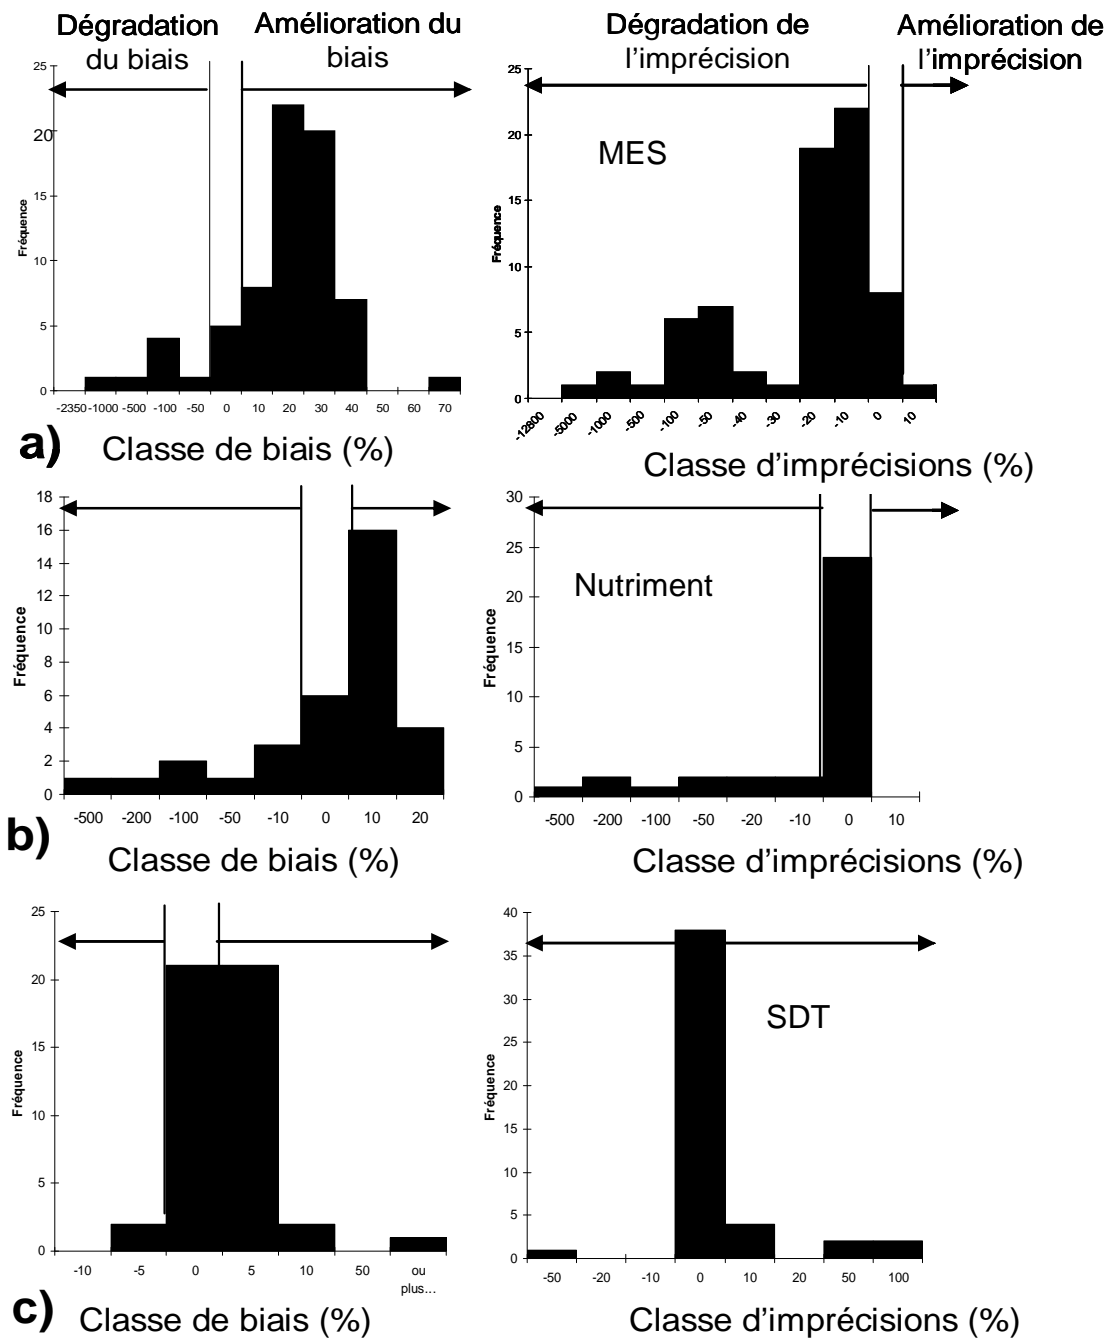 Dégradation
du biais
Amélioration du
biais
Dégradation de
l'imprécision
Amélioration de
l'imprécision
25
20
15
10
5
0
Fréquence
-2350 -1000 -500 -100 -50 0 10 20 30 40 50 60 70
a) Classe de biais (%)
25
20
15
10
5
0
Fréquence
MES
-12800 -5000 -1000 -500 -100 -50 -40 -30 -20 -10 0 10
Classe d'imprécisions (%)
18
16
14
12
10
8
6
4
2
0
Fréquence
-500 -200 -100 -50 -10 0 10 20
b) Classe de biais (%)
30
25
20
15
10
5
0
Fréquence
Nutriment
-500 -200 -100 -50 -20 -10 0 10
Classe d'imprécisions (%)
25
20
15
10
5
0
Fréquence
-10 -5 0 5 10 50 ou
plus...
c) Classe de biais (%)
40
35
30
25
20
15
10
5
0
Fréquence
SDT
-50 -20 -10 0 10 20 50 100
Classe d'imprécisions (%)